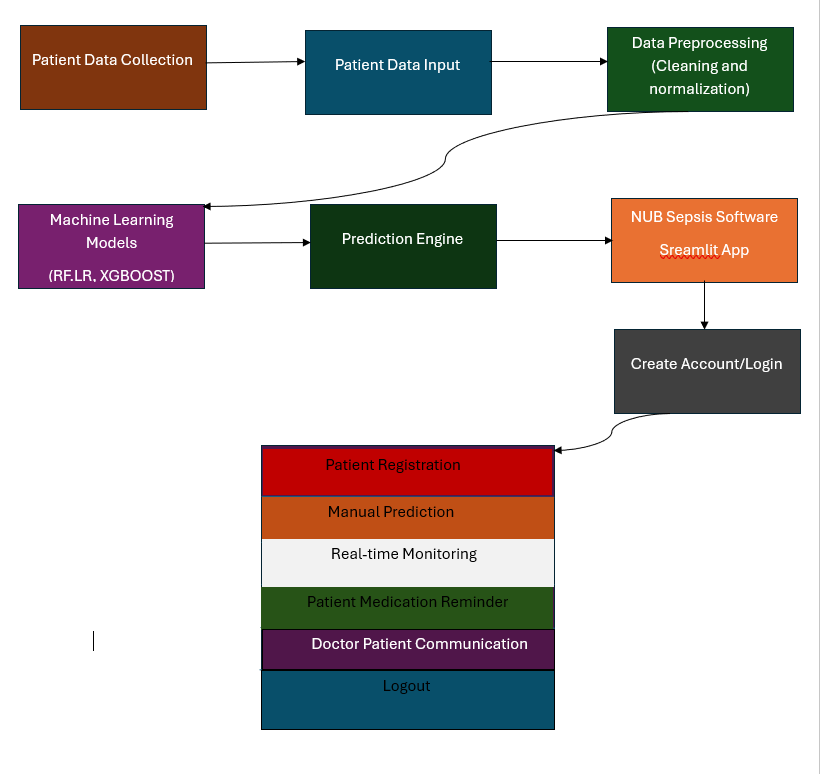 Patient Data Collection
Patient Data Input
Data Preprocessing
(Cleaning and
normalization)
Machine Learning
Models
(RF.LR, XGBOOST)
Prediction Engine
NUB Sepsis Software
Sreamlit App
Create Account/Login
Patient Registration
Manual Prediction
Real-time Monitoring
Patient Medication Reminder
Doctor Patient Communication
Logout